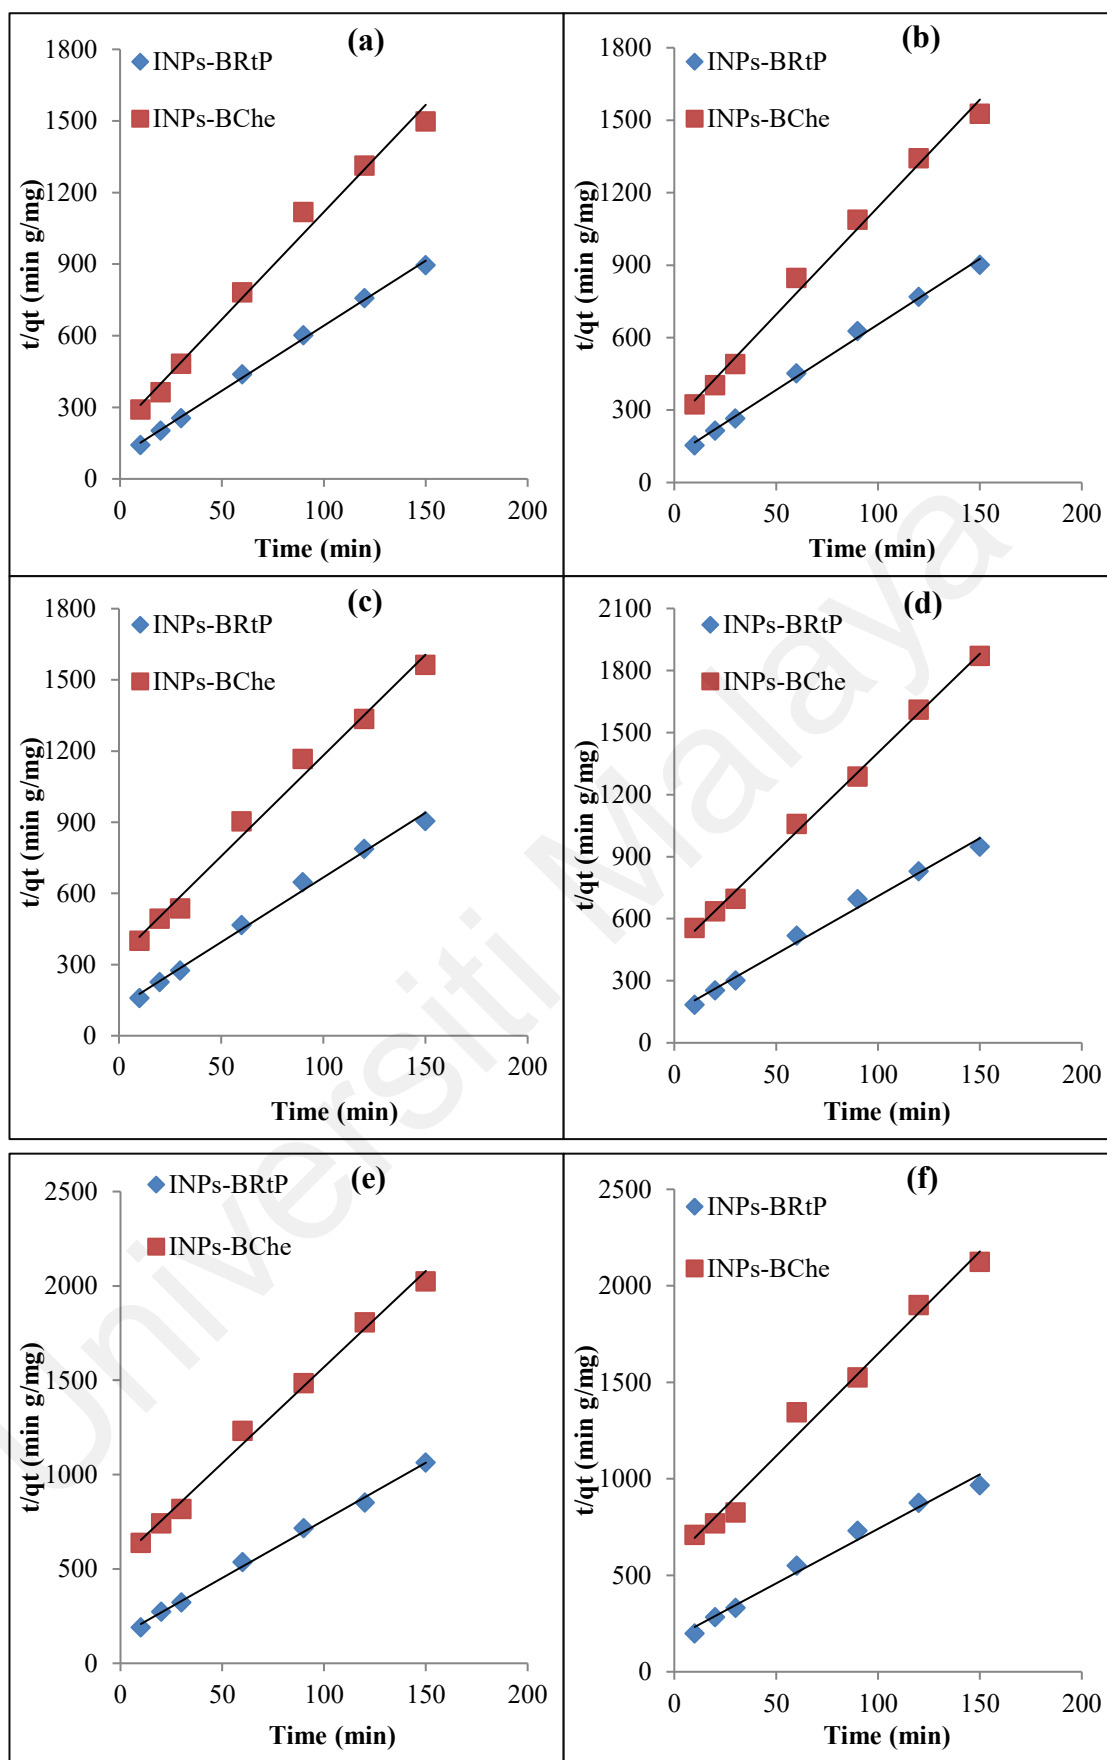 (a)
INPs-BRtP
INPs-BChe
t/qt (min g/mg)
1800
1500
1200
900
600
300
0
0 50 100 150 200
Time (min)
(b)
INPs-BRtP
INPs-BChe
t/qt (min g/mg)
1800
1500
1200
900
600
300
0
0 50 100 150 200
Time (min)
(c)
INPs-BRtP
INPs-BChe
t/qt (min g/mg)
1800
1500
1200
900
600
300
0
0 50 100 150 200
Time (min)
(d)
INPs-BRtP
INPs-BChe
t/qt (min g/mg)
2100
1800
1500
1200
900
600
300
0
0 50 100 150 200
Time (min)
(e)
INPs-BRtP
INPs-BChe
t/qt (min g/mg)
2500
2000
1500
1000
500
0
0 50 100 150 200
Time (min)
(f)
INPs-BRtP
INPs-BChe
t/qt (min g/mg)
2500
2000
1500
1000
500
0
0 50 100 150 200
Time (min)
Universiti Malaya